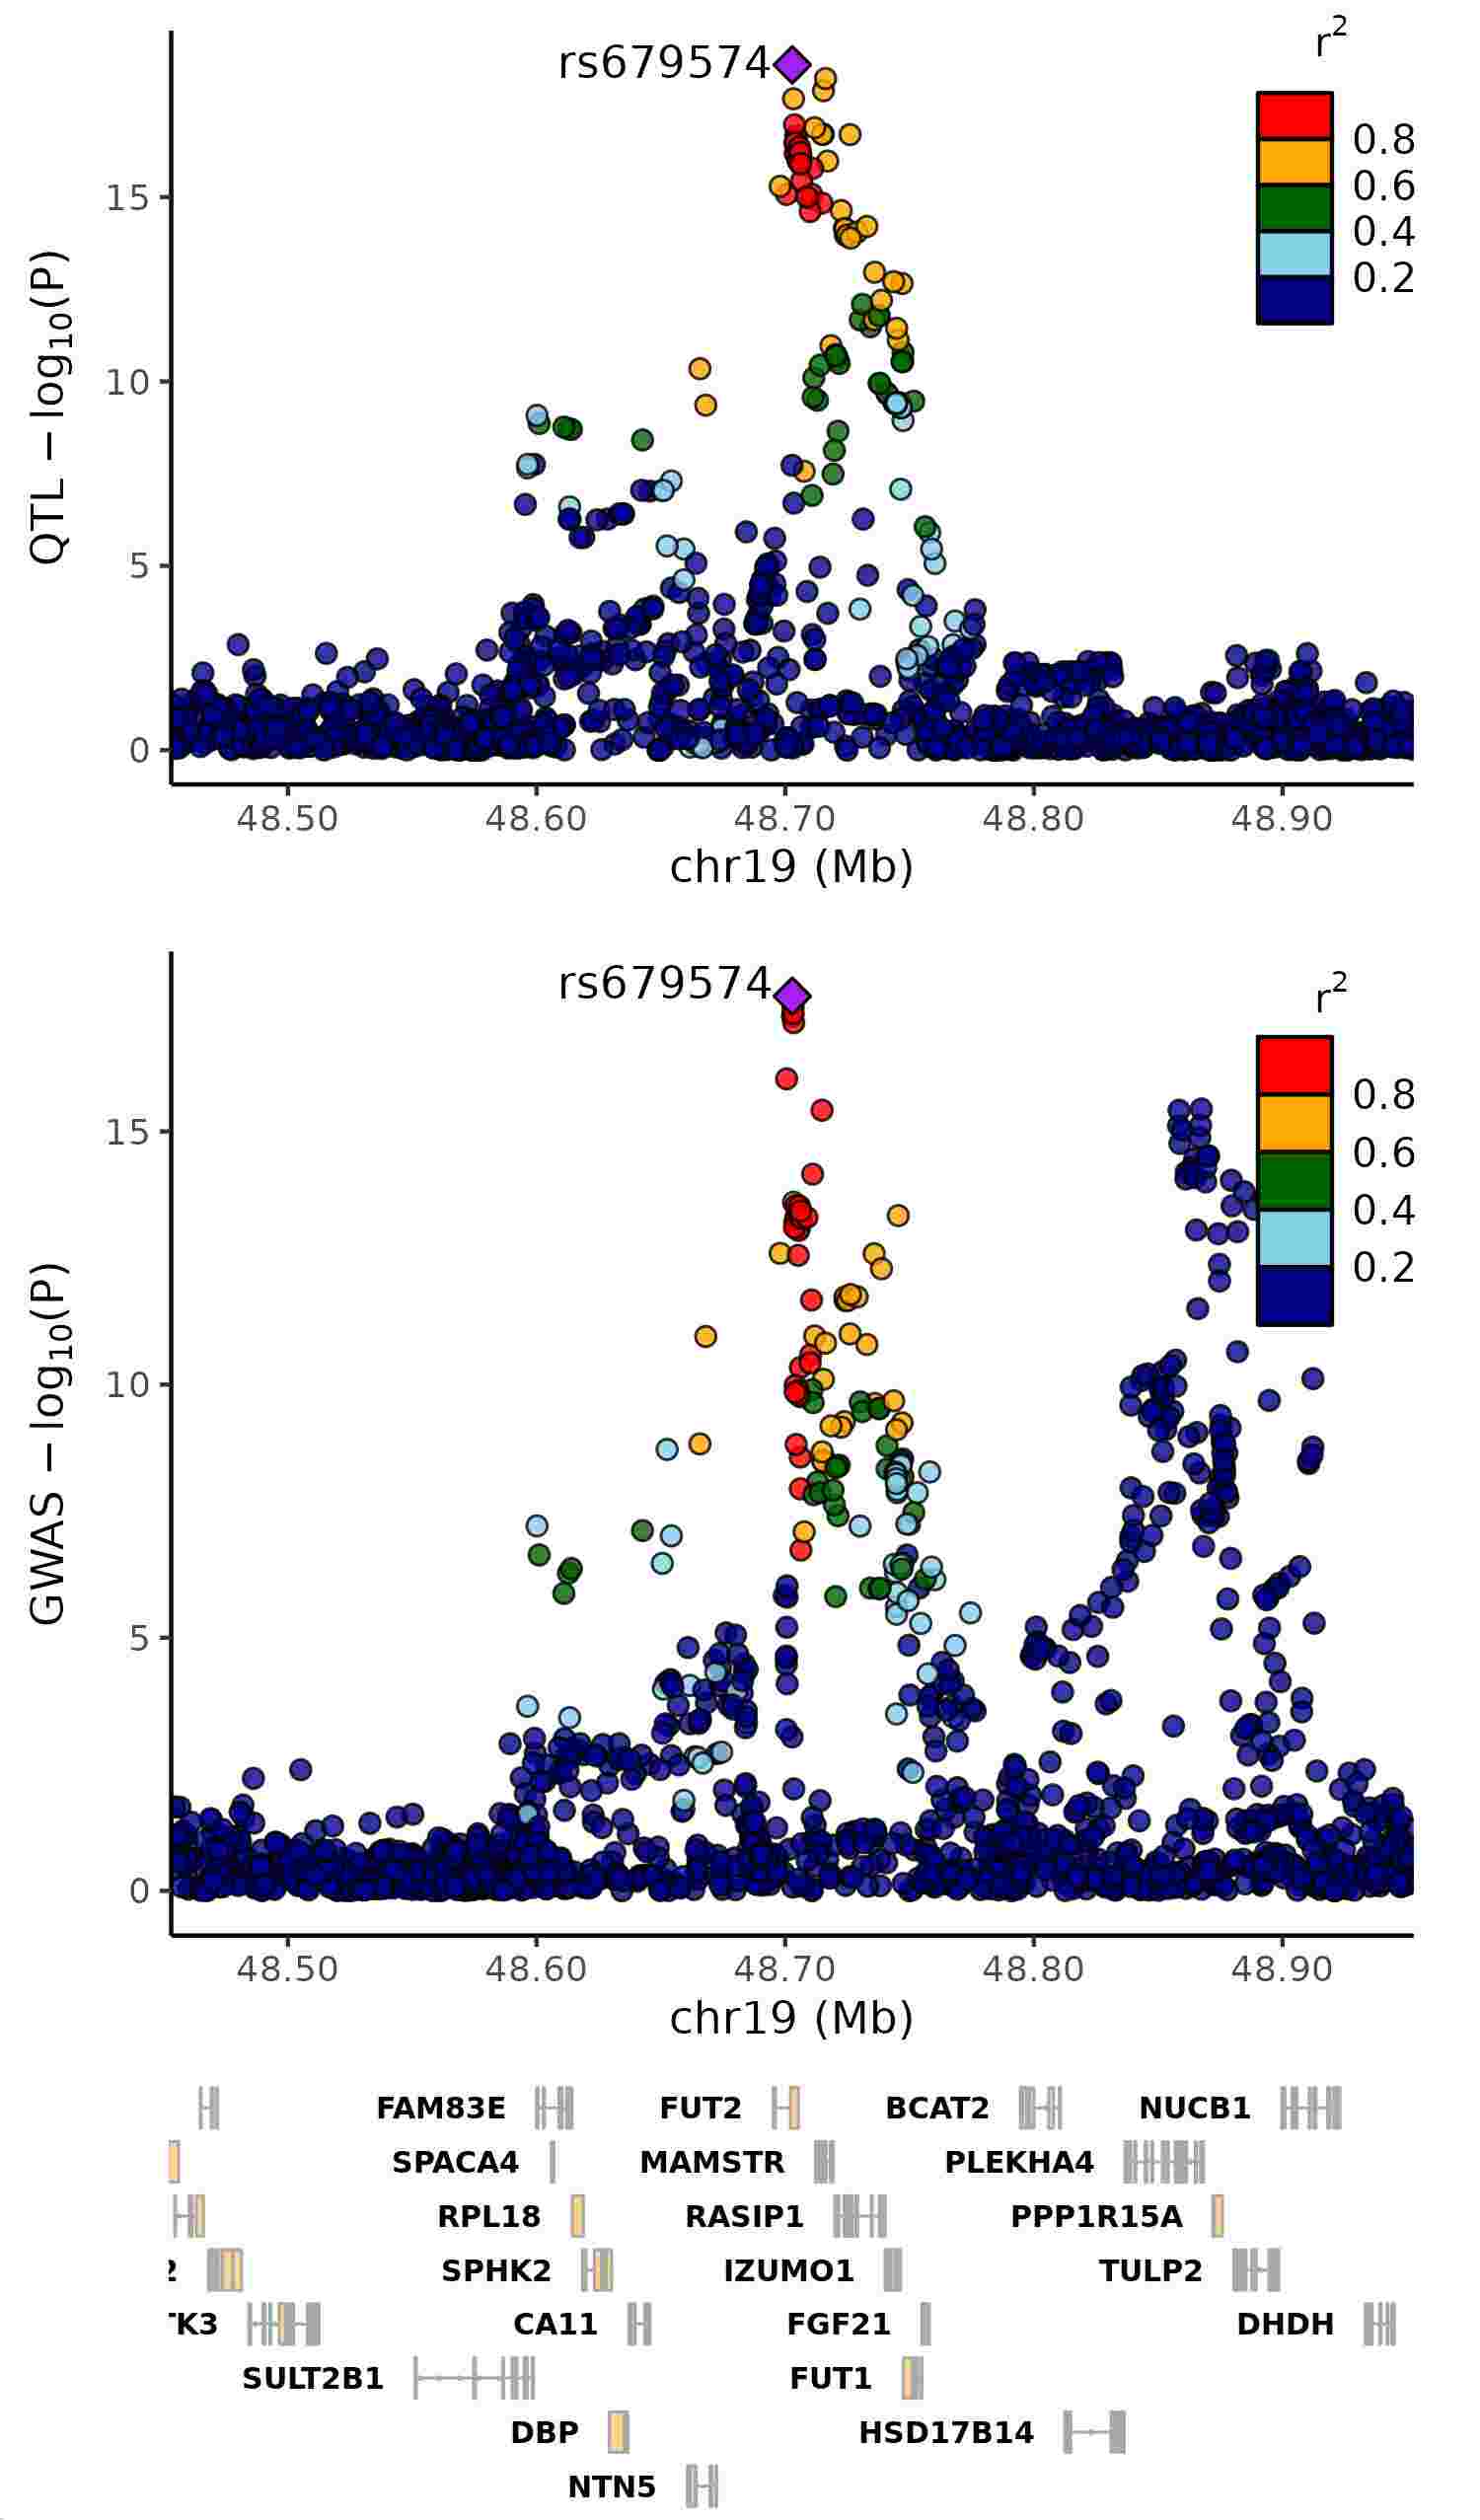 rs679574
r2
0.8
0.6
0.4
0.2
QTL −log10(P)
15
10
5
0
48.50 48.60 48.70 48.80 48.90
chr19 (Mb)
rs679574
r2
0.8
0.6
0.4
0.2
GWAS −log10(P)
15
10
5
0
48.50 48.60 48.70 48.80 48.90
chr19 (Mb)
FAM83E FUT2 BCAT2 NUCB1
SPACA4 MAMSTR PLEKHA4
RPL18 RASIP1 PPP1R15A
2 SPHK2 IZUMO1 TULP2
TK3 CA11 FGF21 DHDH
SULT2B1 FUT1
DBP HSD17B14
NTN5